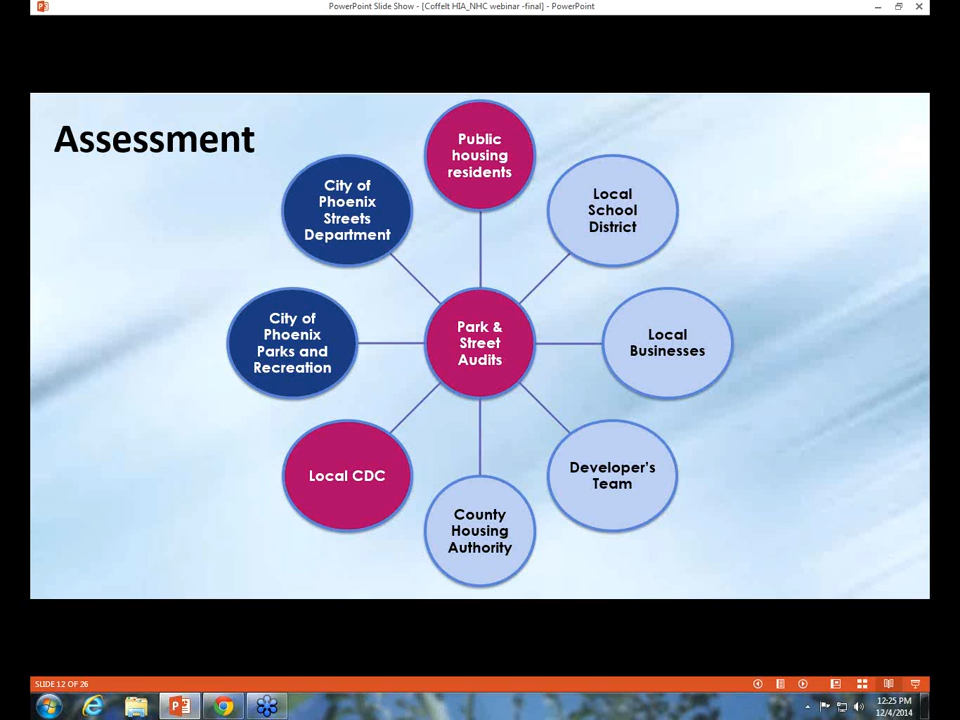 PowerPoint Slide Show - [Coffelt HIA_NHC webinar -final] - PowerPoint
Assessment
Public
housing
residents
City of
Phoenix
Streets
Department
Local
School
District
City of
Phoenix
Parks and
Recreation
Park &
Street
Audits
Local
Businesses
Local CDC
Developer's
Team
County
Housing
Authority
SLIDE 12 OF 26
12:25 PM
12/4/2014